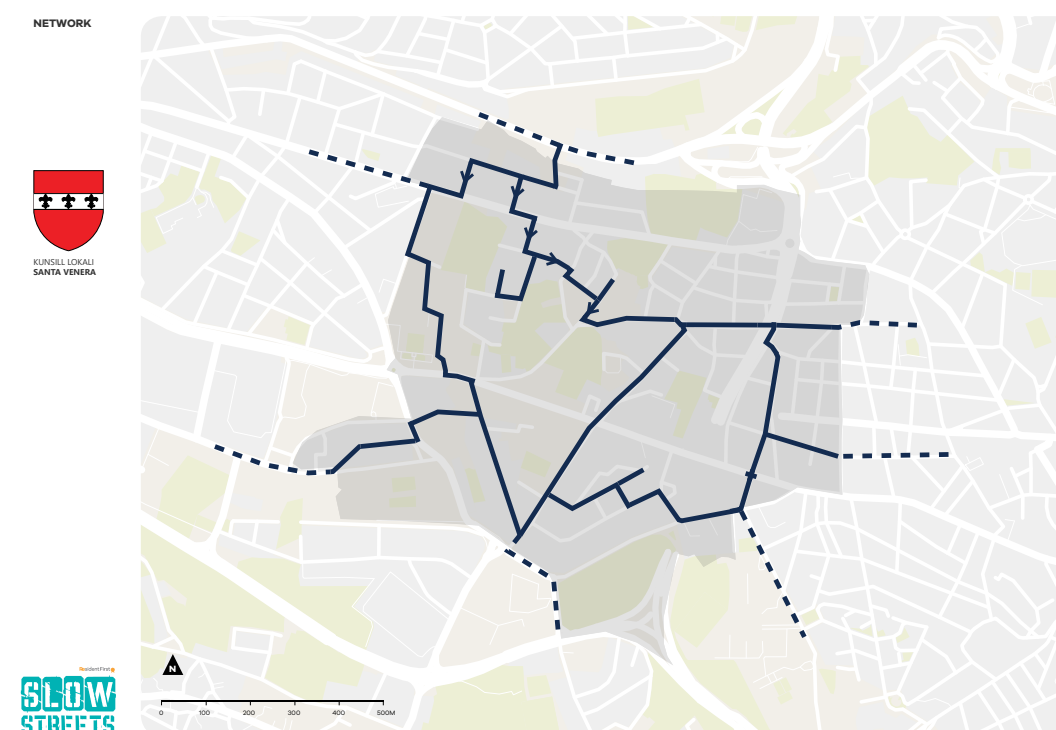 NETWORK
KUNSILL LOKALI
SANTA VENERA
ResidentFirst
SLOW
STREETS
N
0 100 200 300 400 500M